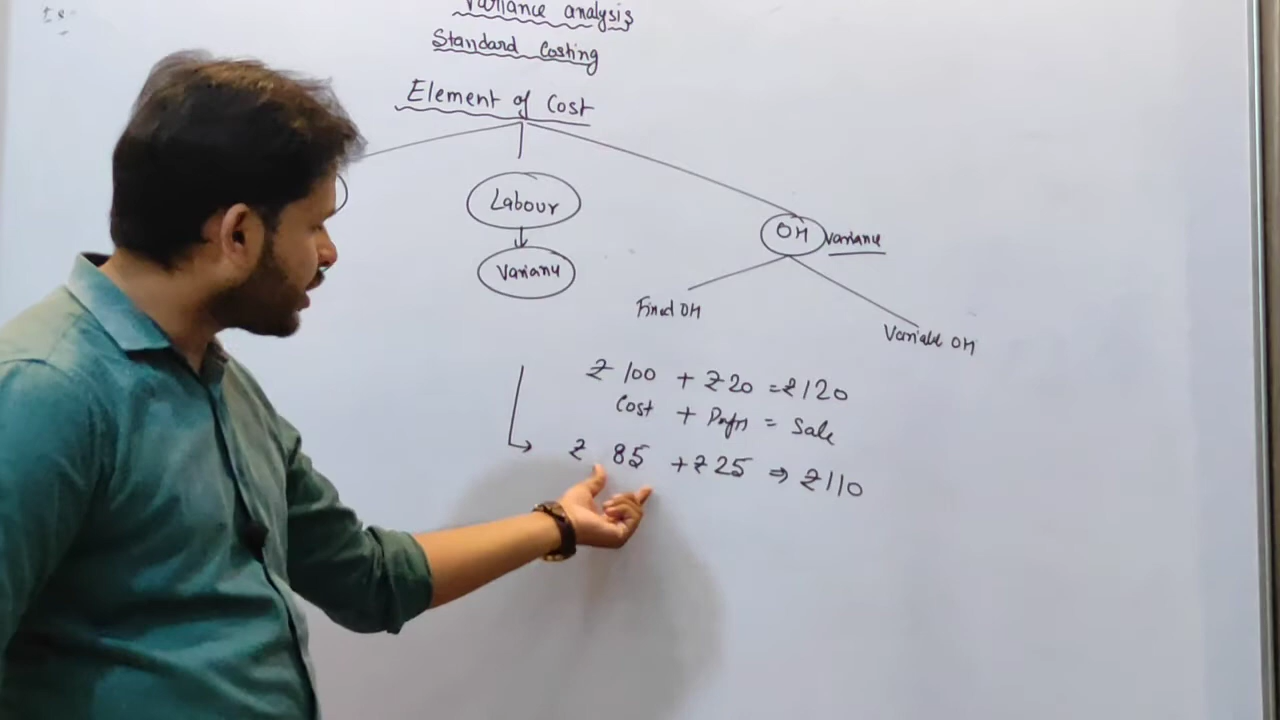 Variance analysis
Standard Costing
Element of Cost
Labour
OH Variance
Fixed OH
Variable OH
₹ 100 + ₹20 = ₹120
Cost + Profit = Sale
₹ 85 + ₹25 ⇒ ₹110